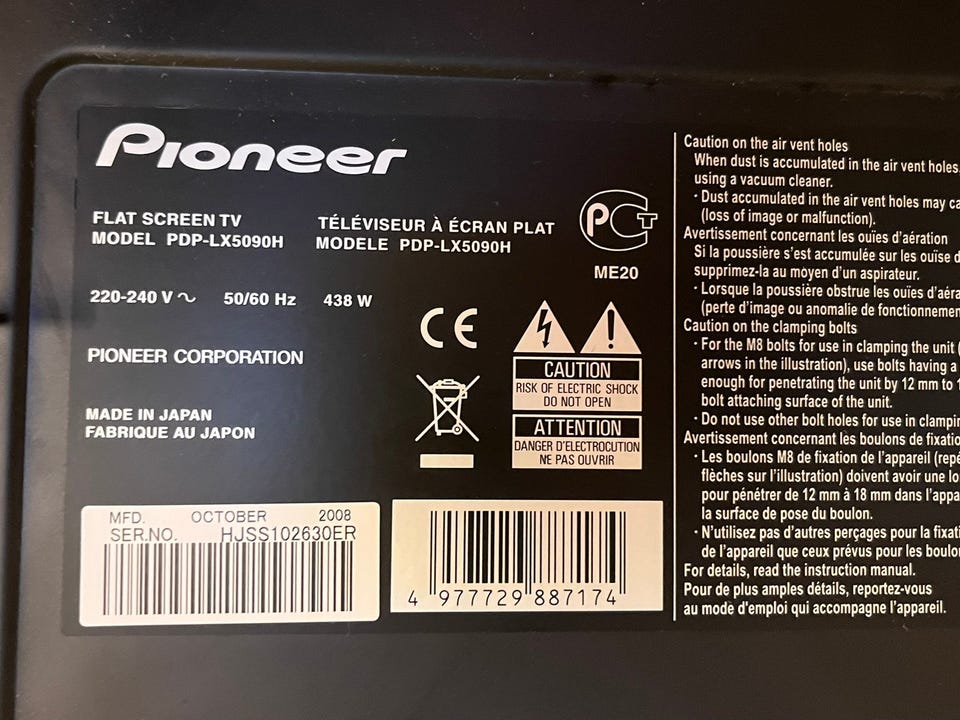 Pioneer
FLAT SCREEN TV
MODEL PDP-LX5090H
TÉLÉVISEUR À ÉCRAN PLAT
MODELE PDP-LX5090H
PCT
ME20
220-240 V ~ 50/60 Hz 438 W
PIONEER CORPORATION
MADE IN JAPAN
FABRIQUE AU JAPON
CE
CAUTION
RISK OF ELECTRIC SHOCK
DO NOT OPEN
ATTENTION
DANGER D'ELECTROCUTION
NE PAS OUVRIR
MFD. OCTOBER 2008
SER.NO. HJSS102630ER
4 977729 887174
Caution on the air vent holes
When dust is accumulated in the air vent holes,
using a vacuum cleaner.
· Dust accumulated in the air vent holes may
(loss of image or malfunction).
Avertissement concernant les ouïes d'aération
Si la poussière s'est accumulée sur les ouïse
supprimez-la au moyen d'un aspirateur.
· Lorsque la poussière obstrue les ouïes
(perte d'image ou anomalie de
Caution on the clamping bolts
· For the M8 bolts for use in clamping the unit (
arrows in the illustration), use bolts having a
enough for penetrating the unit by 12 mm to
bolt attaching surface of the unit.
· Do not use other bolt holes for use in
Avertissement concernant les boulons de
· Les boulons M8 de fixation de l'appareil
flèches sur l'illustration) doivent avoir une
pour pénétrer de 12 mm à 18 mm dans
la surface de pose du boulon.
· N'utilisez pas d'autres perçages pour la
de l'appareil que ceux prévus pour les
For details, read the instruction manual.
Pour de plus amples détails, reportez-vous
au mode d'emploi qui accompagne l'appareil.